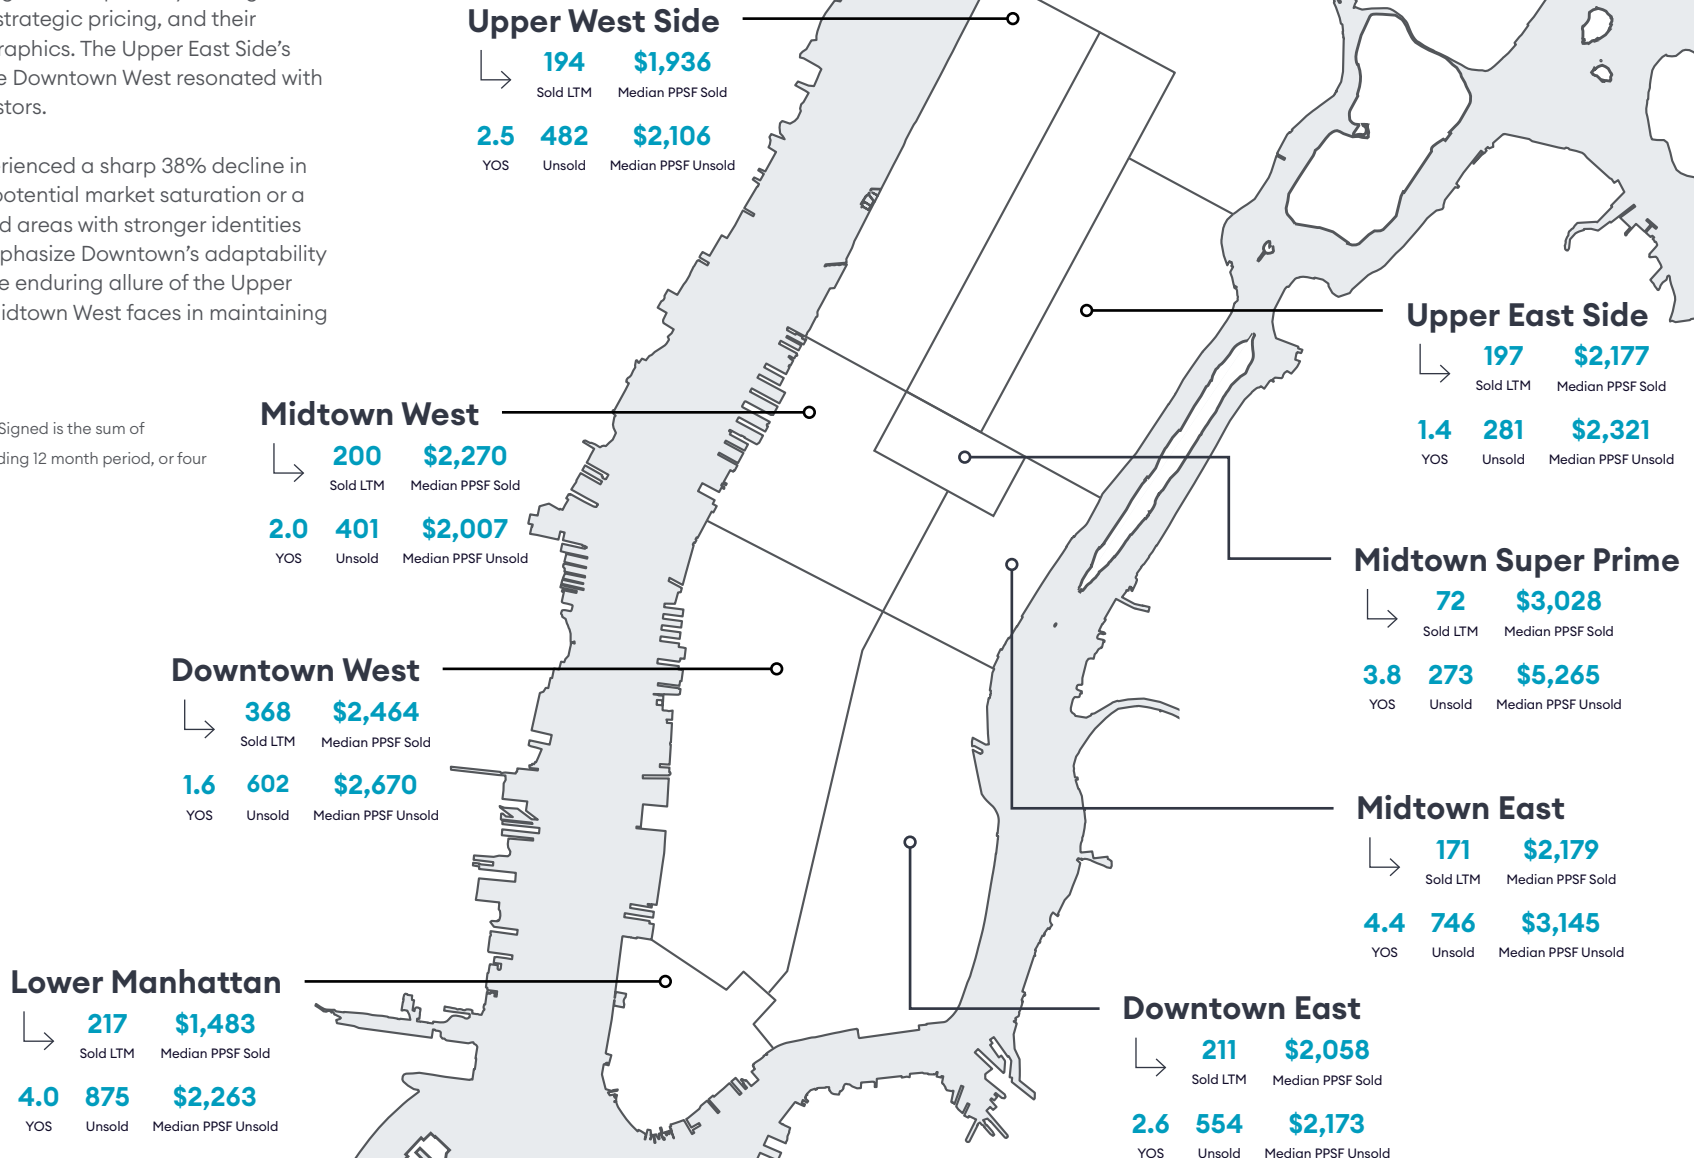 strategic pricing, and their
The Upper East Side’s
Downtown West resonated with
a sharp 38% decline in
potential market saturation or a
areas with stronger identities
Downtown’s adaptability
enduring allure of the Upper
West faces in maintaining
Signed is the sum of
12 month period, or four
Upper West Side
194 $1,936
Sold LTM Median PPSF Sold
2.5 482 $2,106
YOS Unsold Median PPSF Unsold
Upper East Side
197 $2,177
Sold LTM Median PPSF Sold
1.4 281 $2,321
YOS Unsold Median PPSF Unsold
Midtown West
200 $2,270
Sold LTM Median PPSF Sold
2.0 401 $2,007
YOS Unsold Median PPSF Unsold
Midtown Super Prime
72 $3,028
Sold LTM Median PPSF Sold
3.8 273 $5,265
YOS Unsold Median PPSF Unsold
Downtown West
368 $2,464
Sold LTM Median PPSF Sold
1.6 602 $2,670
YOS Unsold Median PPSF Unsold
Midtown East
171 $2,179
Sold LTM Median PPSF Sold
4.4 746 $3,145
YOS Unsold Median PPSF Unsold
Lower Manhattan
217 $1,483
Sold LTM Median PPSF Sold
4.0 875 $2,263
YOS Unsold Median PPSF Unsold
Downtown East
211 $2,058
Sold LTM Median PPSF Sold
2.6 554 $2,173
YOS Unsold Median PPSF Unsold